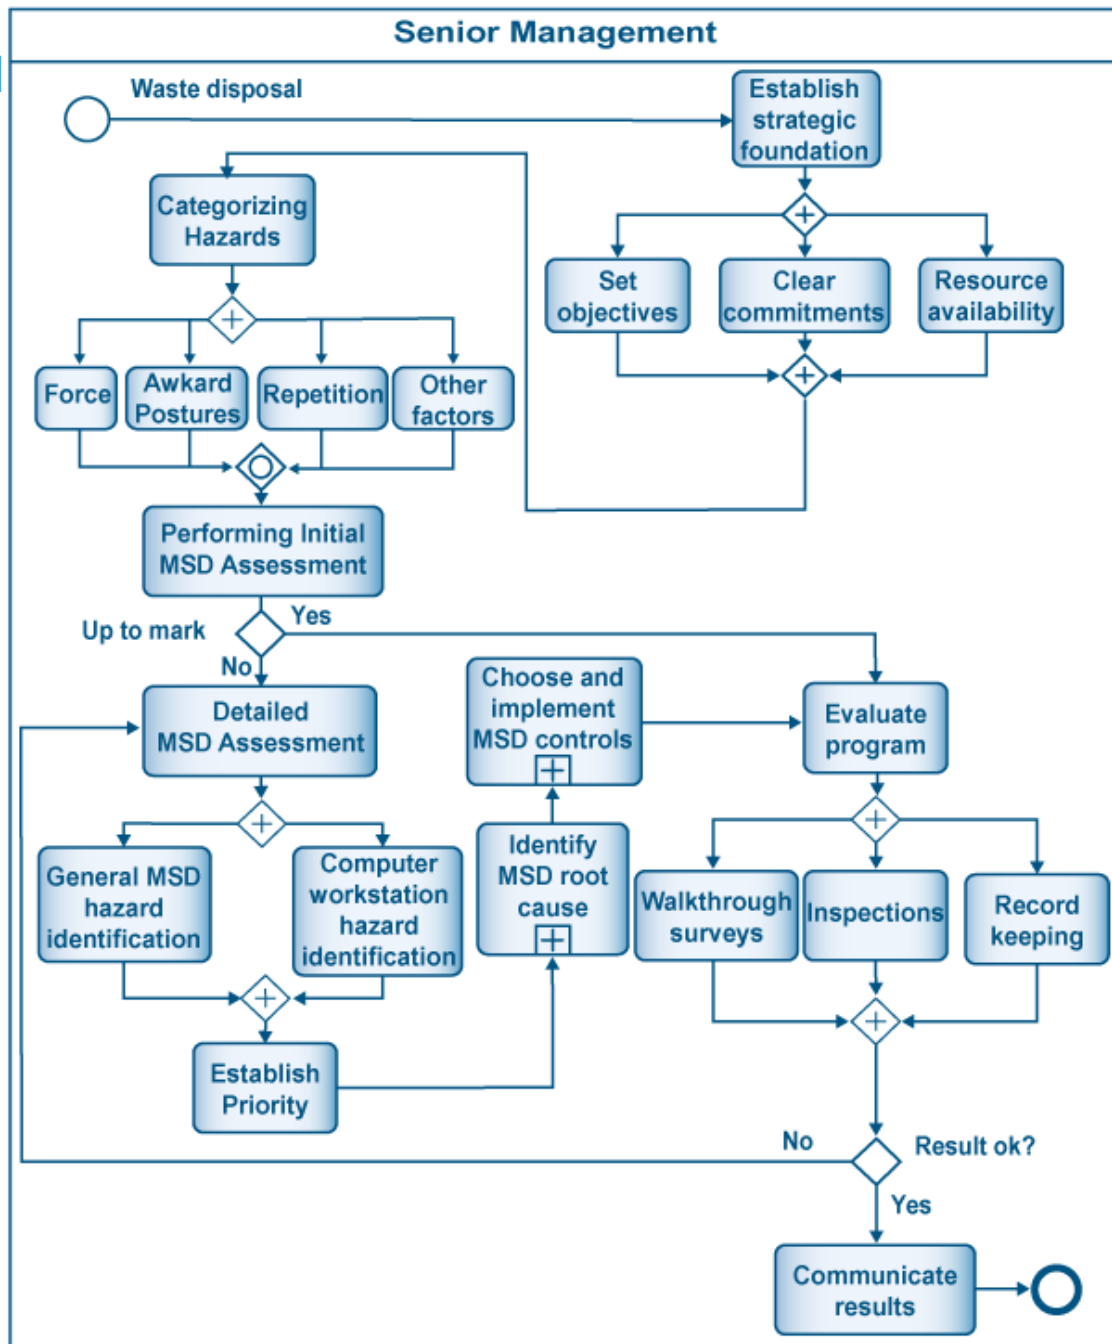 Senior Management
Waste disposal
Establish
strategic
foundation
Categorizing
Hazards
Set
objectives
Clear
commitments
Resource
availability
Force
Awkard
Postures
Repetition
Other
factors
Performing Initial
MSD Assessment
Up to mark
Yes
No
Detailed
MSD Assessment
Choose and
implement
MSD controls
Evaluate
program
General MSD
hazard
identification
Computer
workstation
hazard
identification
Identify
MSD root
cause
Walkthrough
surveys
Inspections
Record
keeping
Establish
Priority
No
Result ok?
Yes
Communicate
results